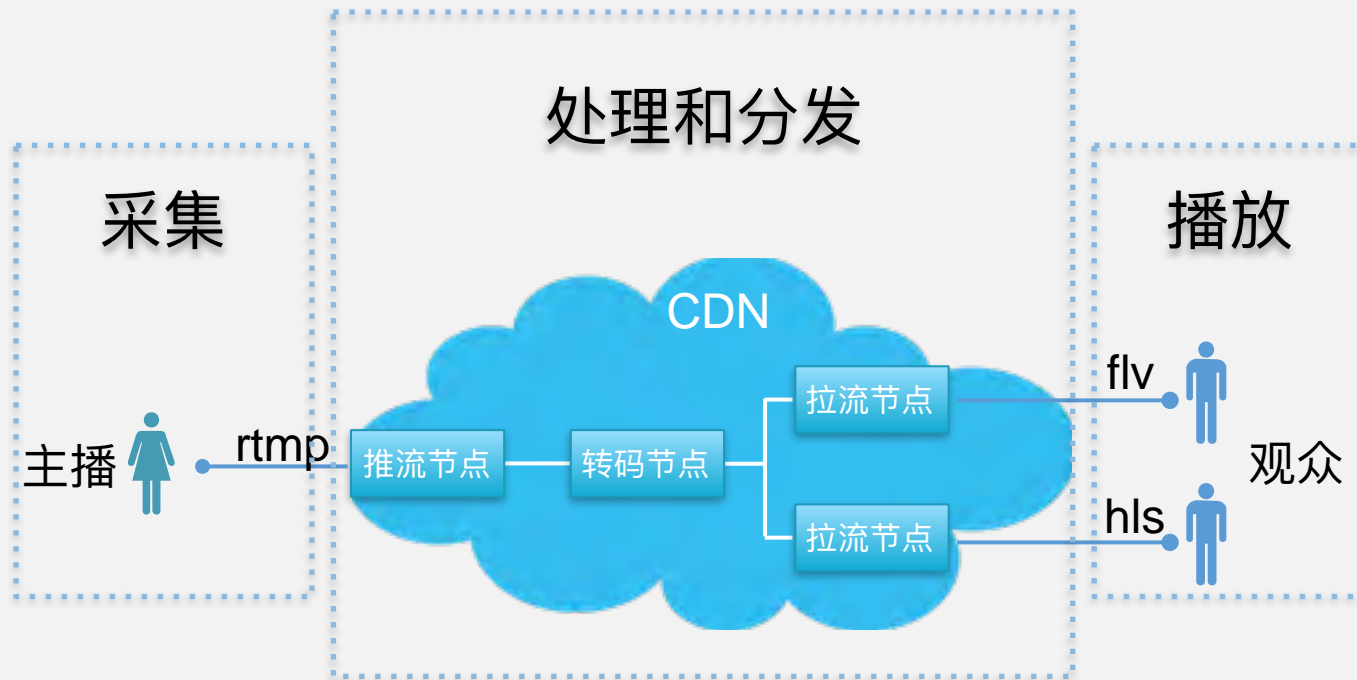 处理和分发
采集
播放
CDN
flv
拉流节点
主播
rtmp
推流节点
转码节点
观众
hls
拉流节点